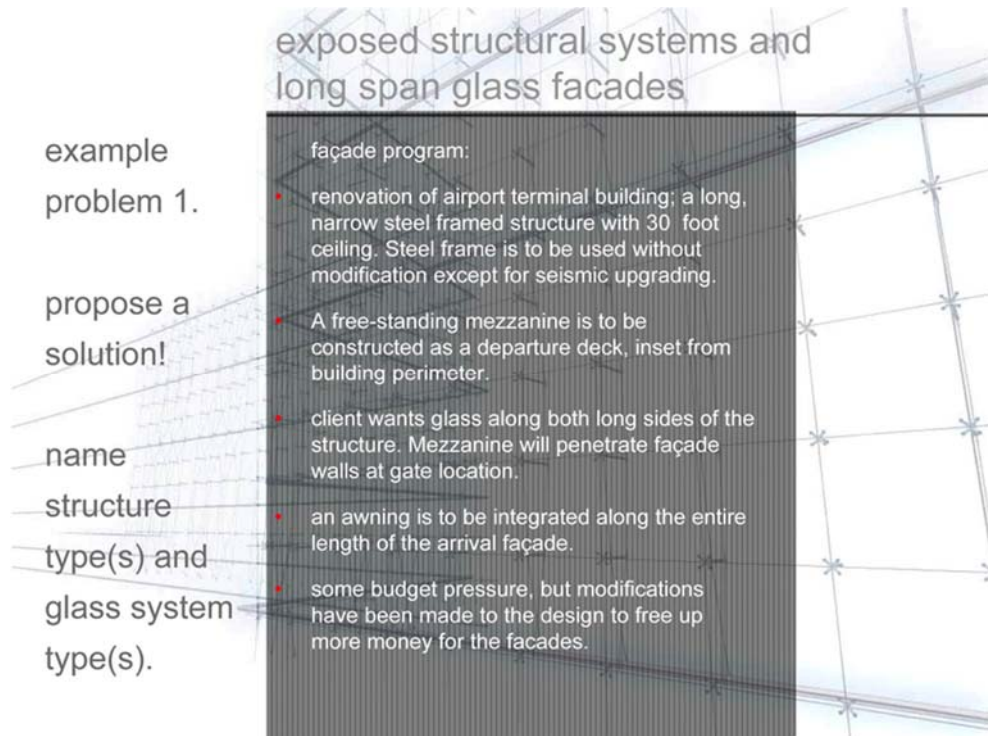 exposed structural systems and
long span glass facades
example
problem 1.
propose a
solution!
name
structure
type(s) and
glass system
type(s).
façade program:
• renovation of airport terminal building; a long,
narrow steel framed structure with 30 foot
ceiling. Steel frame is to be used without
modification except for seismic upgrading.
• A free-standing mezzanine is to be
constructed as a departure deck, inset from
building perimeter.
• client wants glass along both long sides of the
structure. Mezzanine will penetrate façade
walls at gate location.
• an awning is to be integrated along the entire
length of the arrival façade.
• some budget pressure, but modifications
have been made to the design to free up
more money for the facades.